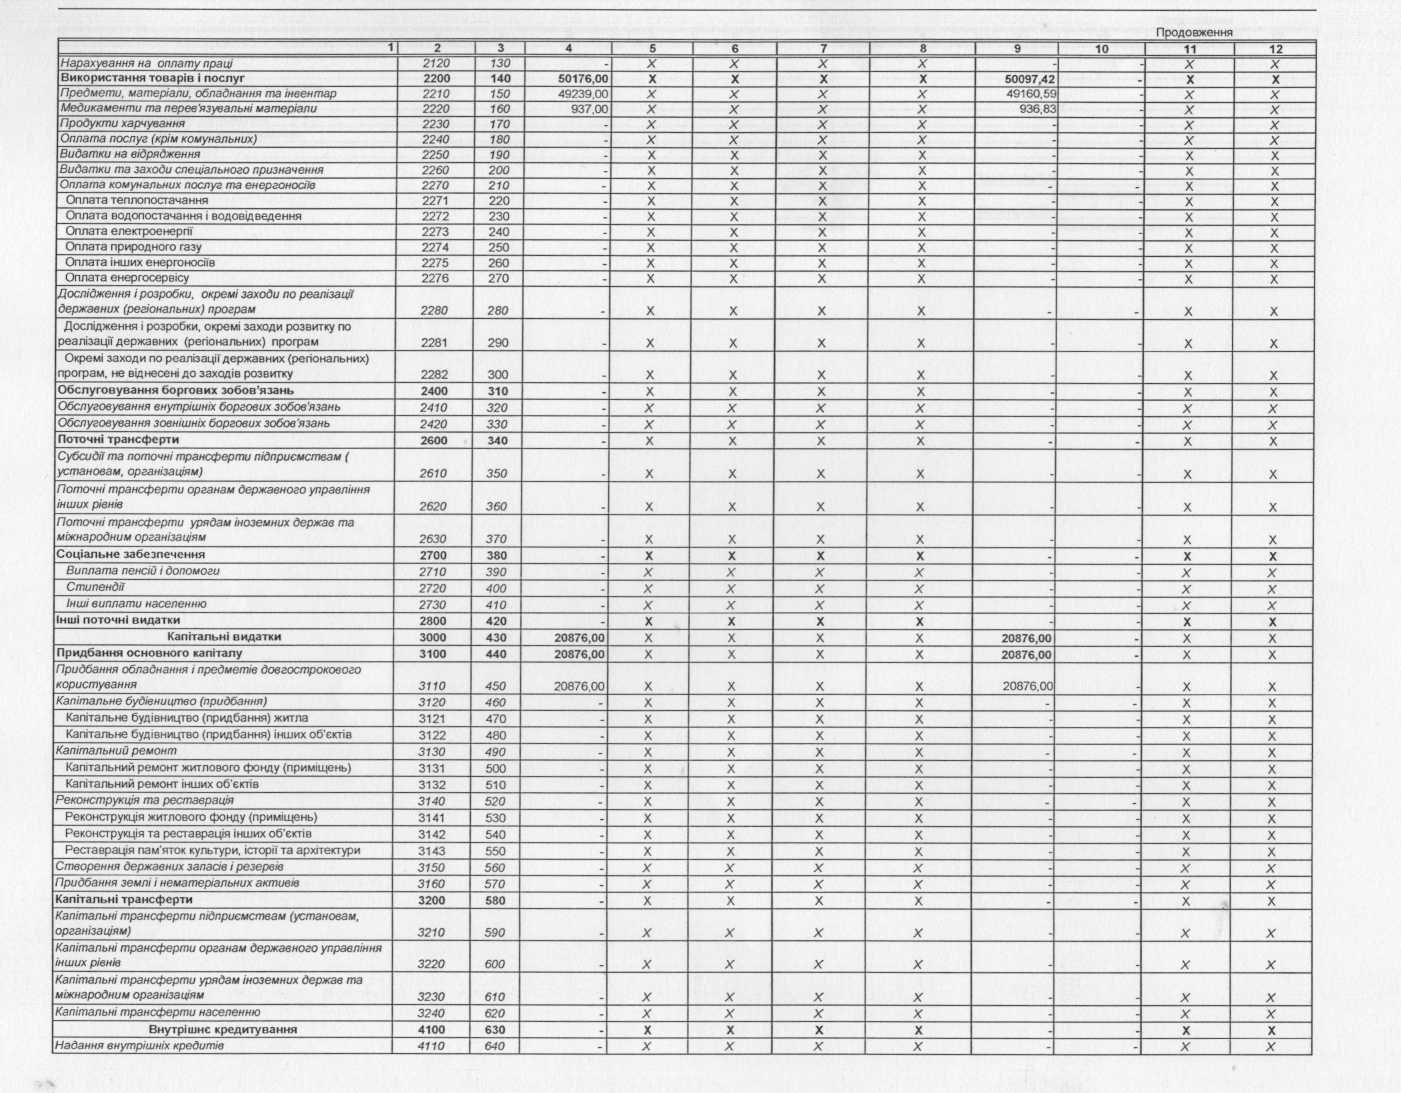 Продовження
1 2 3 4 5 6 7 8 9 10 11 12
Нарахування на оплату праці 2120 130 - X X X X - - X X
Використання товарів і послуг 2200 140 50176,00 X X X X 50097,42 - X X
Предмети, матеріали, обладнання та інвентар 2210 150 49239,00 X X X X 49160,59 - X X
Медикаменти та перев'язувальні матеріали 2220 160 937,00 X X X X 936,83 - X X
Продукти харчування 2230 170 - X X X X - - X X
Оплата послуг (крім комунальних) 2240 180 - X X X X - - X X
Видатки на відрядження 2250 190 - X X X X - - X X
Видатки та заходи спеціального призначення 2260 200 - X X X X - - X X
Оплата комунальних послуг та енергоносіїв 2270 210 - X X X X - - X X
Оплата теплопостачання 2271 220 - X X X X - - X X
Оплата водопостачання і водовідведення 2272 230 - X X X X - - X X
Оплата електроенергії 2273 240 - X X X X - - X X
Оплата природного газу 2274 250 - X X X X - - X X
Оплата інших енергоносіїв 2275 260 - X X X X - - X X
Оплата енергосервісу 2276 270 - X X X X - - X X
Дослідження і розробки, окремі заходи по реалізації
державних (регіональних) програм 2280 280 - X X X X - - X X
Дослідження і розробки, окремі заходи розвитку по
реалізації державних (регіональних) програм 2281 290 - X X X X - - X X
Окремі заходи по реалізації державних (регіональних)
програм, не віднесені до заходів розвитку 2282 300 - X X X X - - X X
Обслуговування боргових зобов'язань 2400 310 - X X X X - - X X
Обслуговування внутрішніх боргових зобов'язань 2410 320 - X X X X - - X X
Обслуговування зовнішніх боргових зобов'язань 2420 330 - X X X X - - X X
Поточні трансферти 2600 340 - X X X X - - X X
Субсидії та поточні трансферти підприємствам (
установам, організаціям) 2610 350 - X X X X - - X X
Поточні трансферти органам державного управління
інших рівнів 2620 360 - X X X X - - X X
Поточні трансферти урядам іноземних держав та
міжнародним організаціям 2630 370 - X X X X - - X X
Соціальне забезпечення 2700 380 - X X X X - - X X
Виплата пенсій і допомоги 2710 390 - X X X X - - X X
Стипендії 2720 400 - X X X X - - X X
Інші виплати населенню 2730 410 - X X X X - - X X
Інші поточні видатки 2800 420 - X X X X - - X X
Капітальні видатки 3000 430 20876,00 X X X X 20876,00 - X X
Придбання основного капіталу 3100 440 20876,00 X X X X 20876,00 - X X
Придбання обладнання і предметів довгострокового
користування 3110 450 20876,00 X X X X 20876,00 - X X
Капітальне будівництво (придбання) 3120 460 - X X X X - - X X
Капітальне будівництво (придбання) житла 3121 470 - X X X X - - X X
Капітальне будівництво (придбання) інших об'єктів 3122 480 - X X X X - - X X
Капітальний ремонт 3130 490 - X X X X - - X X
Капітальний ремонт житлового фонду (приміщень) 3131 500 - X X X X - - X X
Капітальний ремонт інших об'єктів 3132 510 - X X X X - - X X
Реконструкція та реставрація 3140 520 - X X X X - - X X
Реконструкція житлового фонду (приміщень) 3141 530 - X X X X - - X X
Реконструкція та реставрація інших об'єктів 3142 540 - X X X X - - X X
Реставрація пам'яток культури, історії та архітектури 3143 550 - X X X X - - X X
Створення державних запасів і резервів 3150 560 - X X X X - - X X
Придбання землі і нематеріальних активів 3160 570 - X X X X - - X X
Капітальні трансферти 3200 580 - X X X X - - X X
Капітальні трансферти підприємствам (установам,
організаціям) 3210 590 - X X X X - - X X
Капітальні трансферти органам державного управління
інших рівнів 3220 600 - X X X X - - X X
Капітальні трансферти урядам іноземних держав та
міжнародним організаціям 3230 610 - X X X X - - X X
Капітальні трансферти населенню 3240 620 - X X X X - - X X
Внутрішнє кредитування 4100 630 - X X X X - - X X
Надання внутрішніх кредитів 4110 640 - X X X X - - X X